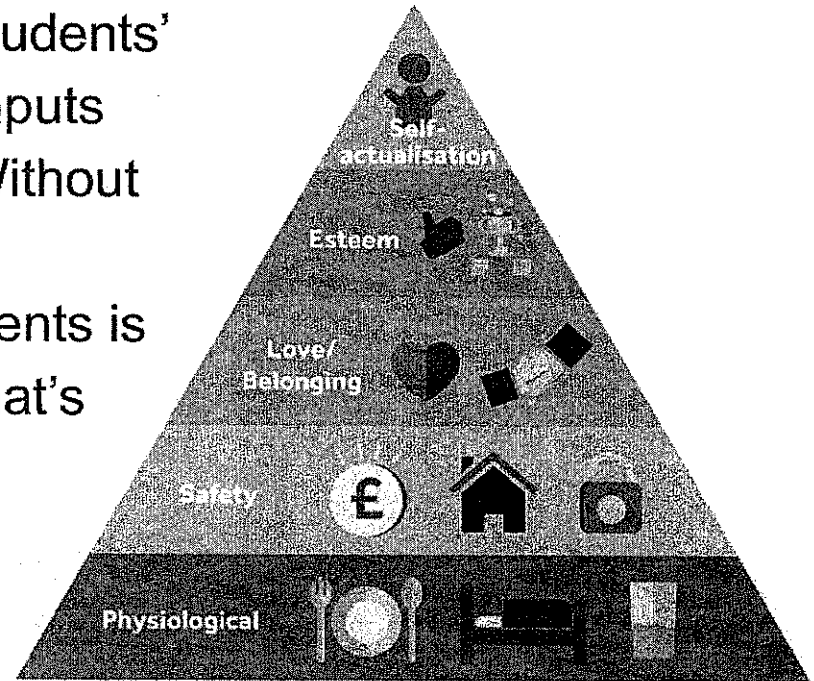 udents'
puts
Vithout
ents is
at's
Self-
actualisation
Esteem
Love/
Belonging
Safety
£
Physiological